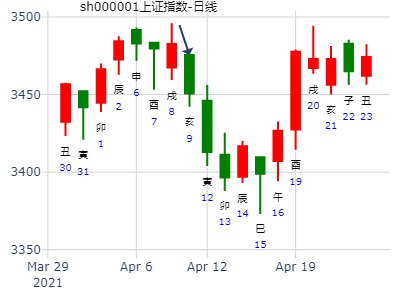 sh000001上证指数-日线
3500
3450
3400
3350
丑
30
寅
31
卯
1
辰
2
申
6
酉
7
戌
8
亥
9
寅
12
卯
13
辰
14
巳
15
午
16
酉
19
戌
20
亥
21
子
22
丑
23
Mar 29
2021
Apr 6
Apr 12
Apr 19